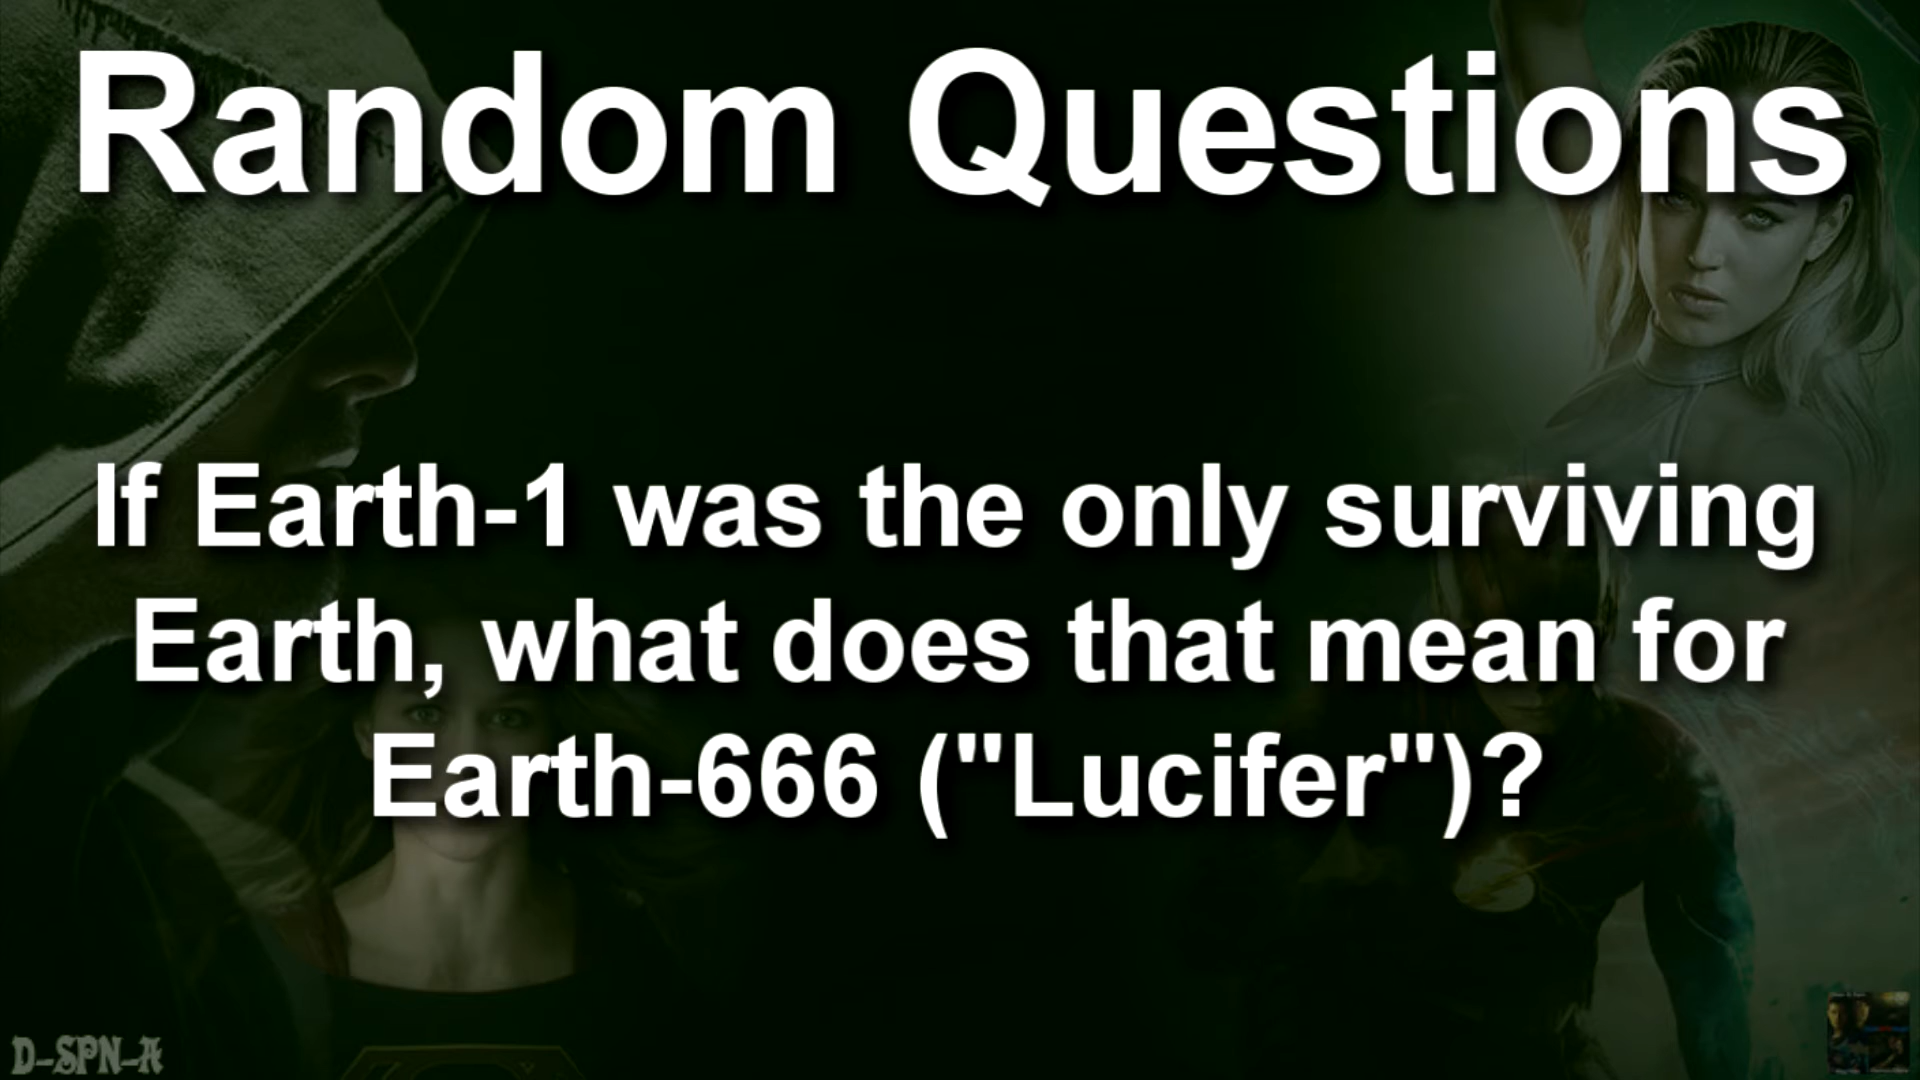 Random Questions
If Earth-1 was the only surviving
Earth, what does that mean for
Earth-666 ("Lucifer")?
D-SPN-A